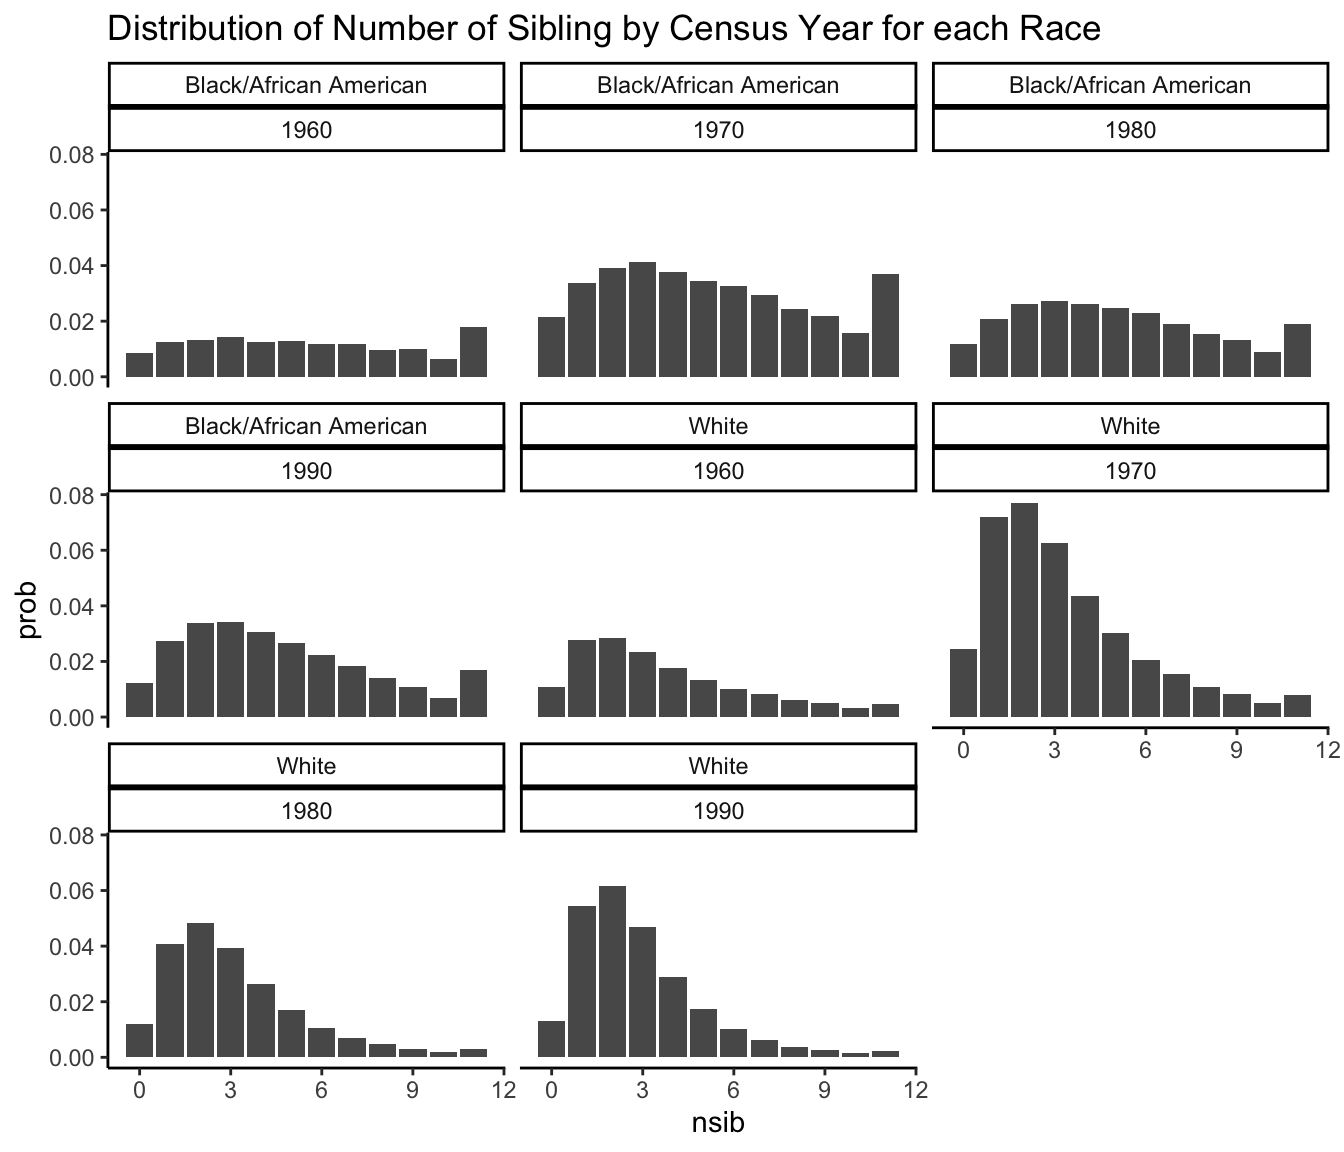 Distribution of Number of Sibling by Census Year for each Race
Black/African American
Black/African American
Black/African American
1960
1970
1980
0.08
0.06
0.04
0.02
0.00
Black/African American
White
White
1990
1960
1970
0.08
0.06
0.04
0.02
0.00
prob
0 3 6 9 12
White
White
1980
1990
0.08
0.06
0.04
0.02
0.00
0 3 6 9 12
0 3 6 9 12
nsib